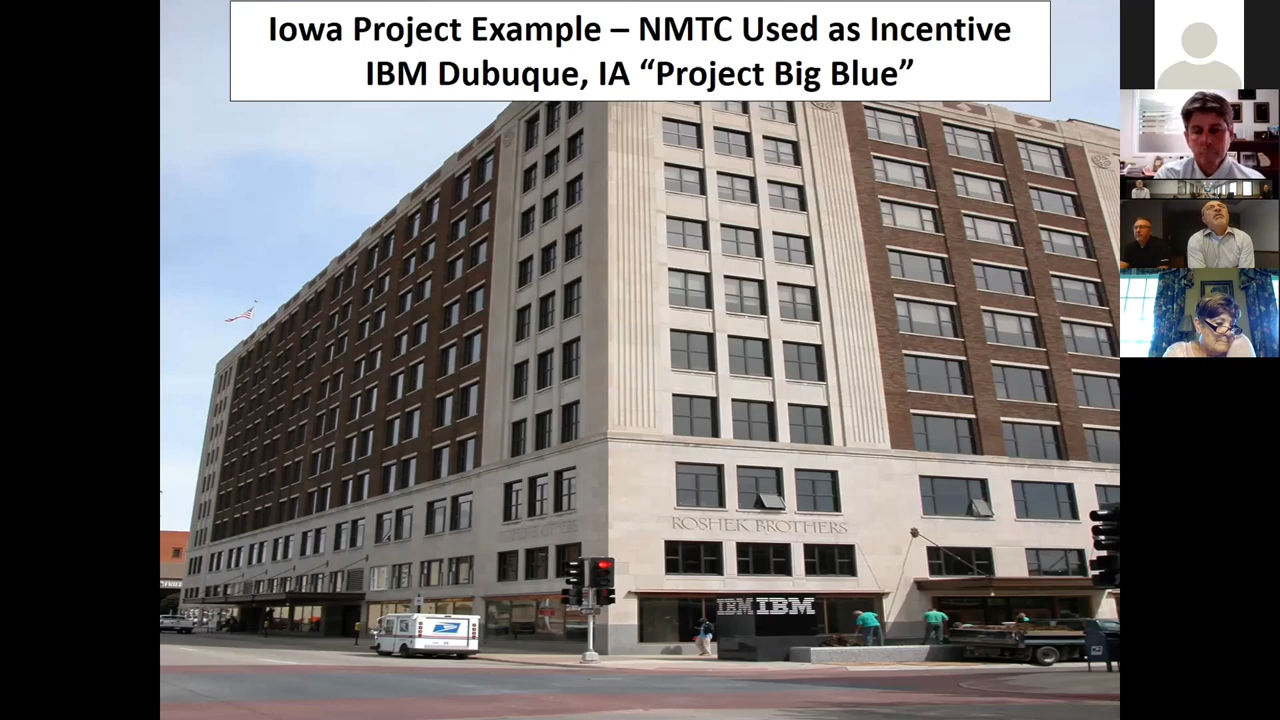 Iowa Project Example – NMTC Used as Incentive
IBM Dubuque, IA “Project Big Blue”
ROSHEK BROTHERS
IBM IBM